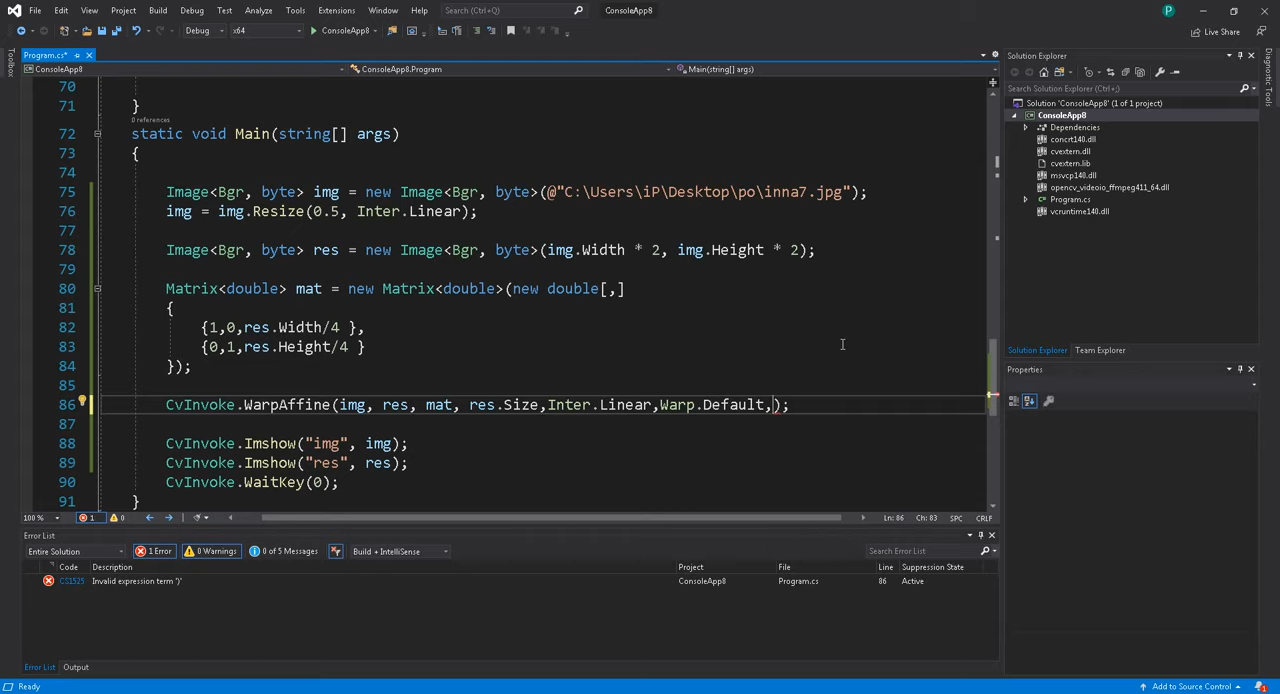 File Edit View Project Build Debug Test Analyze Tools Extensions Window Help Search (Ctrl+Q) ConsoleApp8 P
Debug x64 ConsoleApp8 Live Share
Toolbox
Program.cs*
ConsoleApp8 ConsoleApp8.Program Main(string[] args)
70
71 }
0 references
72 static void Main(string[] args)
73 {
74
75 Image<Bgr, byte> img = new Image<Bgr, byte>(@"C:\Users\iP\Desktop\po\inna7.jpg");
76 img = img.Resize(0.5, Inter.Linear);
77
78 Image<Bgr, byte> res = new Image<Bgr, byte>(img.Width * 2, img.Height * 2);
79
80 Matrix<double> mat = new Matrix<double>(new double[,]
81 {
82 {1,0,res.Width/4 },
83 {0,1,res.Height/4 }
84 });
85
86 CvInvoke.WarpAffine(img, res, mat, res.Size,Inter.Linear,Warp.Default,);
87
88 CvInvoke.Imshow("img", img);
89 CvInvoke.Imshow("res", res);
90 CvInvoke.WaitKey(0);
91 }
100 % 1 0 Ln: 86 Ch: 83 SPC CRLF
Error List
Entire Solution 1 Error 0 Warnings 0 of 5 Messages Build + IntelliSense Search Error List
Code Description Project File Line Suppression State
CS1525 Invalid expression term ')' ConsoleApp8 Program.cs 86 Active
Error List Output
Solution Explorer
Search Solution Explorer (Ctrl+;)
Solution 'ConsoleApp8' (1 of 1 project)
ConsoleApp8
Dependencies
concrt140.dll
cvextern.dll
cvextern.lib
msvcp140.dll
opencv_videoio_ffmpeg411_64.dll
Program.cs
vcruntime140.dll
Solution Explorer Team Explorer
Properties
Diagnostic Tools
Ready Add to Source Control 1